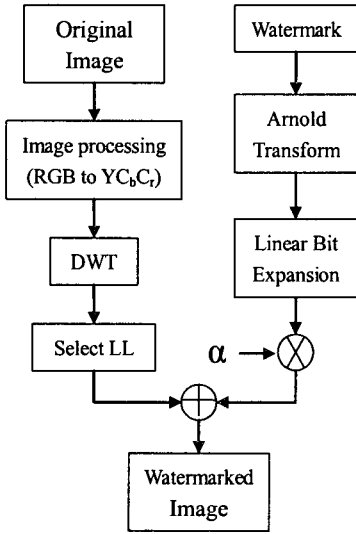 Original
Image
Image processing
(RGB to YCbCr)
DWT
Select LL
Watermark
Arnold
Transform
Linear Bit
Expansion
α
Watermarked
Image